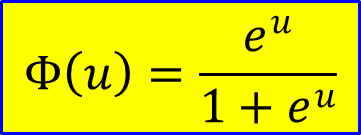 Φ(u) = e^u / (1 + e^u)